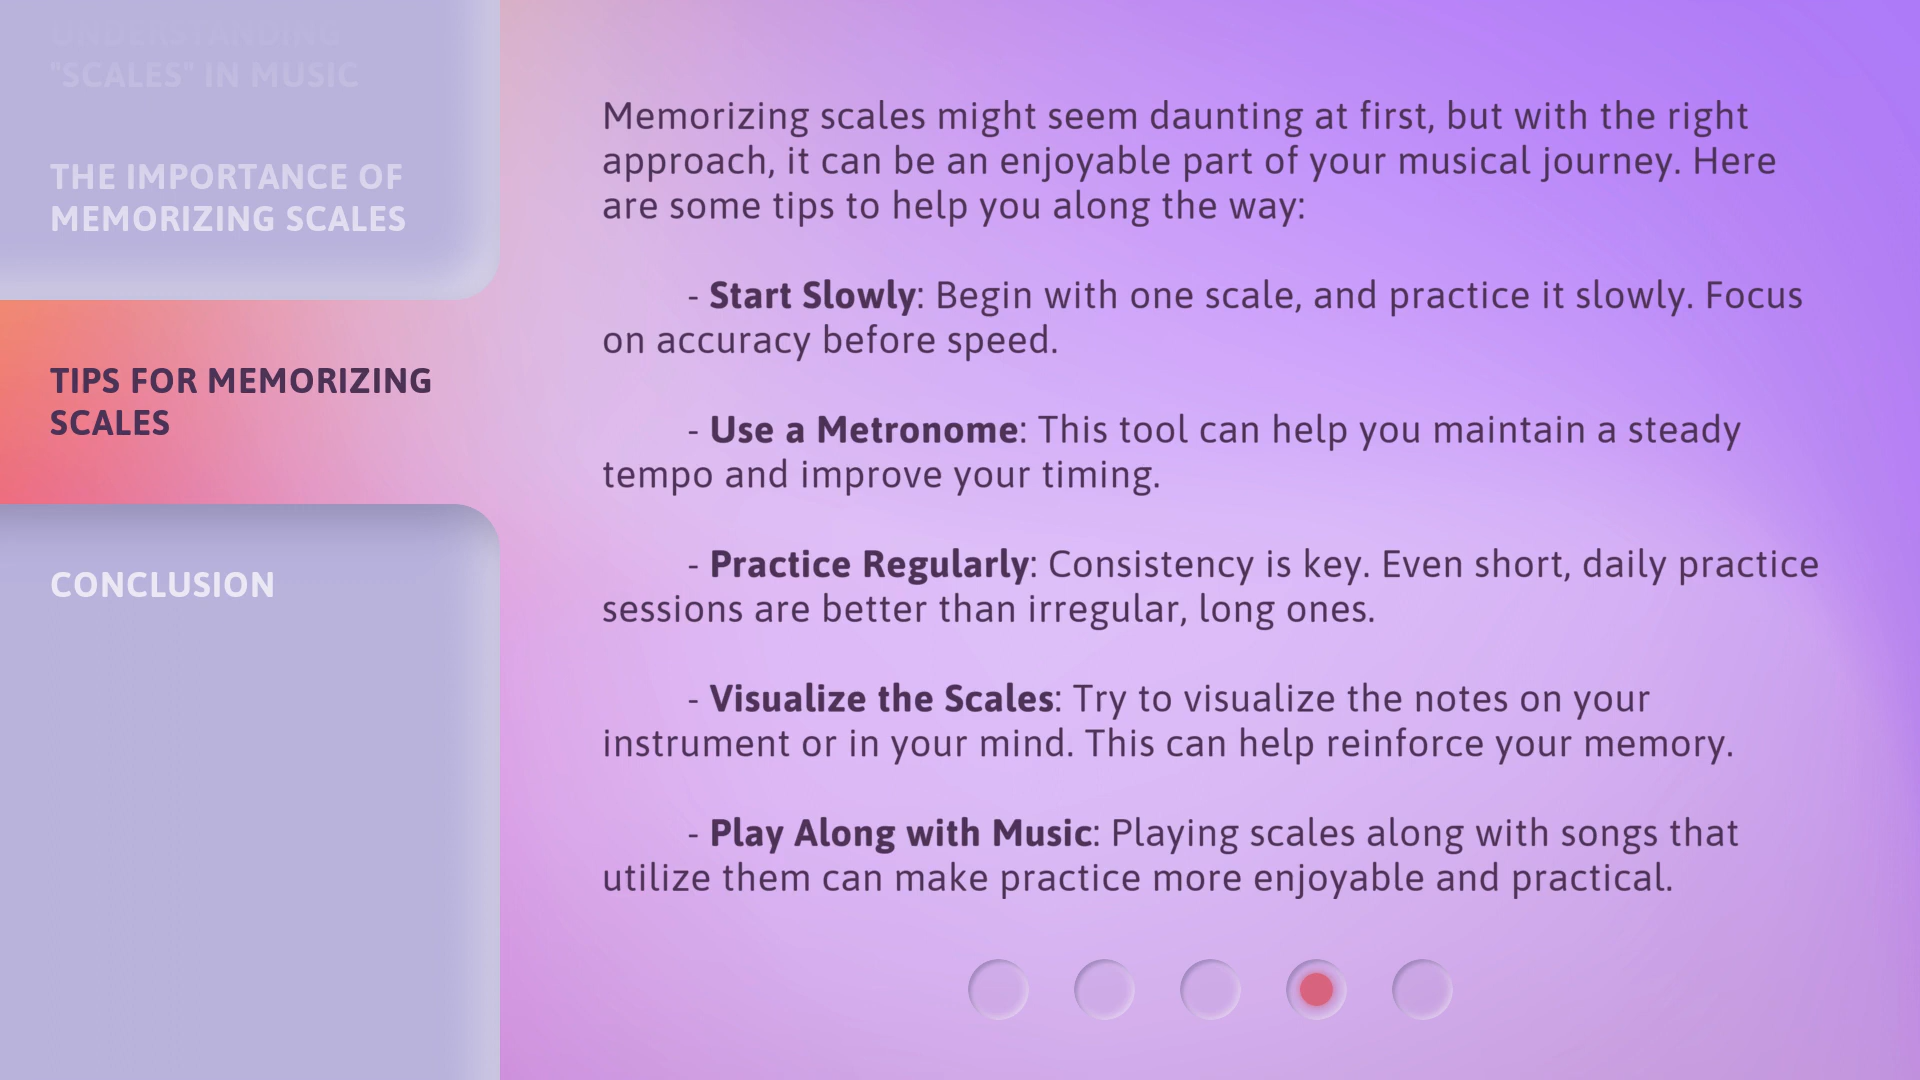 UNDERSTANDING
"SCALES" IN MUSIC
THE IMPORTANCE OF
MEMORIZING SCALES
TIPS FOR MEMORIZING
SCALES
CONCLUSION
Memorizing scales might seem daunting at first, but with the right
approach, it can be an enjoyable part of your musical journey. Here
are some tips to help you along the way:
- Start Slowly: Begin with one scale, and practice it slowly. Focus
on accuracy before speed.
- Use a Metronome: This tool can help you maintain a steady
tempo and improve your timing.
- Practice Regularly: Consistency is key. Even short, daily practice
sessions are better than irregular, long ones.
- Visualize the Scales: Try to visualize the notes on your
instrument or in your mind. This can help reinforce your memory.
- Play Along with Music: Playing scales along with songs that
utilize them can make practice more enjoyable and practical.